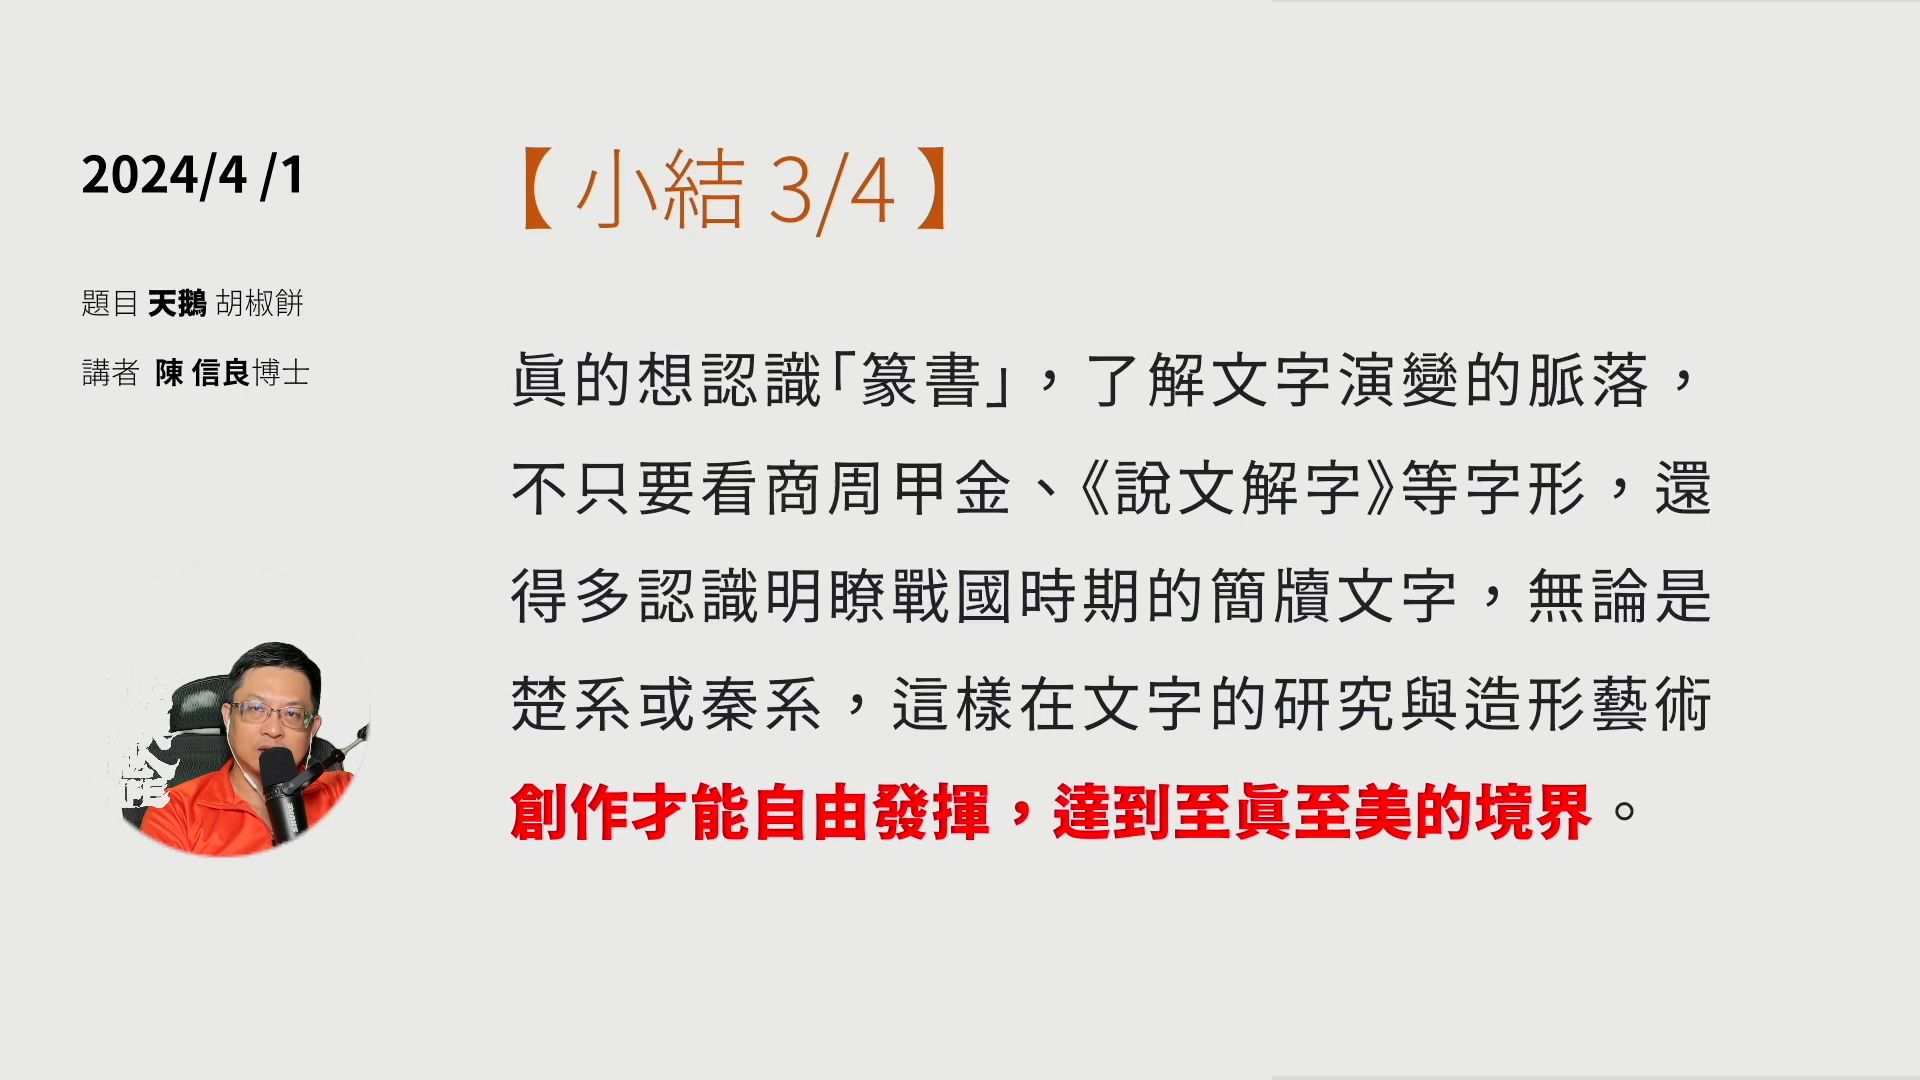 2024/4 /1
題目 天鵝 胡椒餅
講者 陳 信良博士
【 小結 3/4 】
眞的想認識「篆書」，了解文字演變的脈落，
不只要看商周甲金、《說文解字》等字形，還
得多認識明瞭戰國時期的簡牘文字，無論是
楚系或秦系，這樣在文字的研究與造形藝術
創作才能自由發揮，達到至眞至美的境界。